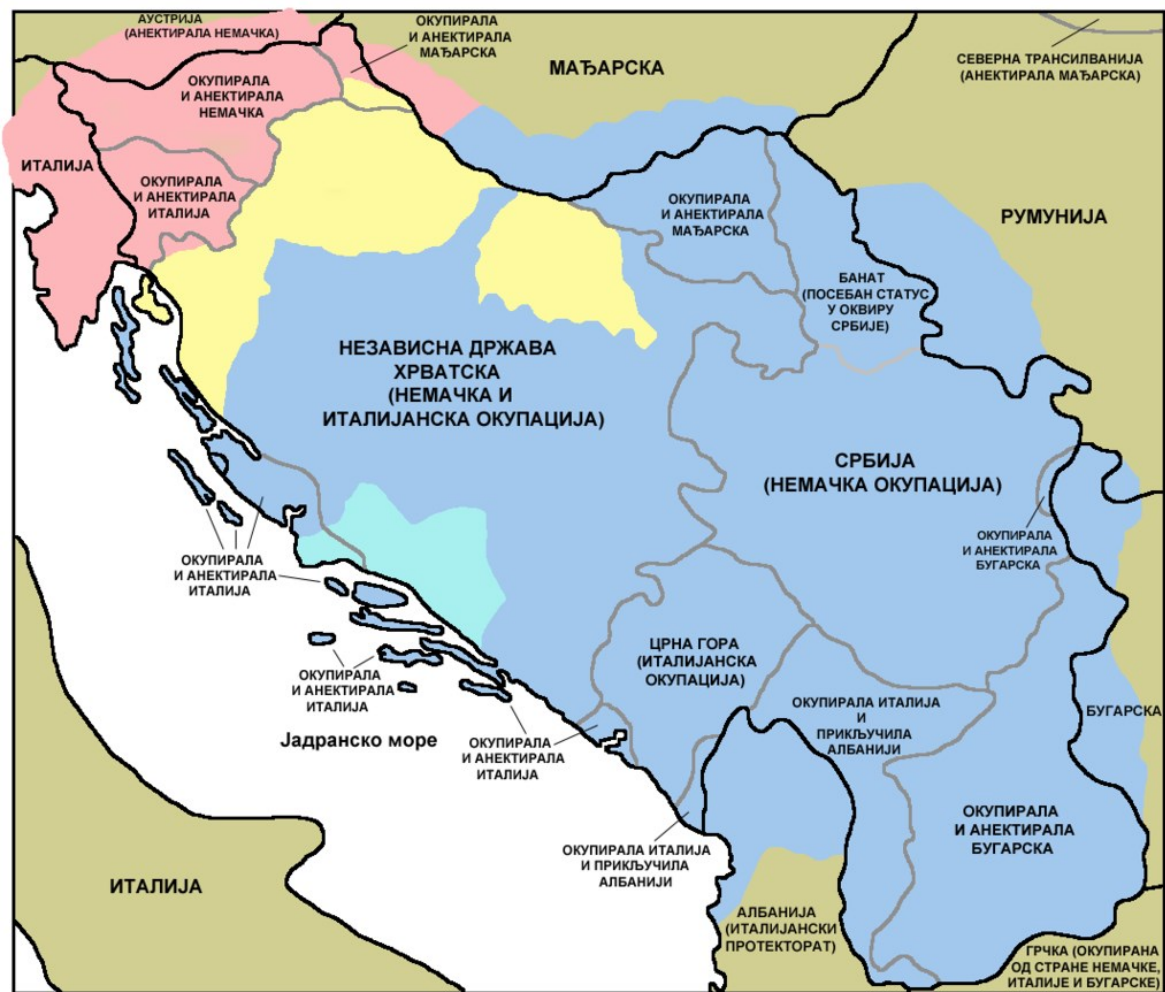 АУСТРИЈА
(АНЕКТИРАЛА НЕМАЧКА)
ОКУПИРАЛА
И АНЕКТИРАЛА
МАЂАРСКА
МАЂАРСКА
СЕВЕРНА ТРАНСИЛВАНИЈА
(АНЕКТИРАЛА МАЂАРСКА)
ОКУПИРАЛА
И АНЕКТИРАЛА
НЕМАЧКА
ИТАЛИЈА
ОКУПИРАЛА
И АНЕКТИРАЛА
ИТАЛИЈА
ОКУПИРАЛА
И АНЕКТИРАЛА
МАЂАРСКА
РУМУНИЈА
БАНАТ
(ПОСЕБАН СТАТУС
У ОКВИРУ
СРБИЈЕ)
НЕЗАВИСНА ДРЖАВА
ХРВАТСКА
(НЕМАЧКА И
ИТАЛИЈАНСКА ОКУПАЦИЈА)
СРБИЈА
(НЕМАЧКА ОКУПАЦИЈА)
ОКУПИРАЛА
И АНЕКТИРАЛА
БУГАРСКА
ОКУПИРАЛА
И АНЕКТИРАЛА
ИТАЛИЈА
ЦРНА ГОРА
(ИТАЛИЈАНСКА
ОКУПАЦИЈА)
ОКУПИРАЛА
И АНЕКТИРАЛА
ИТАЛИЈА
ОКУПИРАЛА ИТАЛИЈА
И
ПРИКЉУЧИЛА
АЛБАНИЈИ
БУГАРСКА
Јадранско море
ОКУПИРАЛА
И АНЕКТИРАЛА
ИТАЛИЈА
ОКУПИРАЛА
И АНЕКТИРАЛА
БУГАРСКА
ОКУПИРАЛА ИТАЛИЈА
И ПРИКЉУЧИЛА
АЛБАНИЈИ
ИТАЛИЈА
АЛБАНИЈА
(ИТАЛИЈАНСКИ
ПРОТЕКТОРАТ)
ГРЧКА (ОКУПИРАНА
ОД СТРАНЕ НЕМАЧКЕ,
ИТАЛИЈЕ И БУГАРСКЕ)